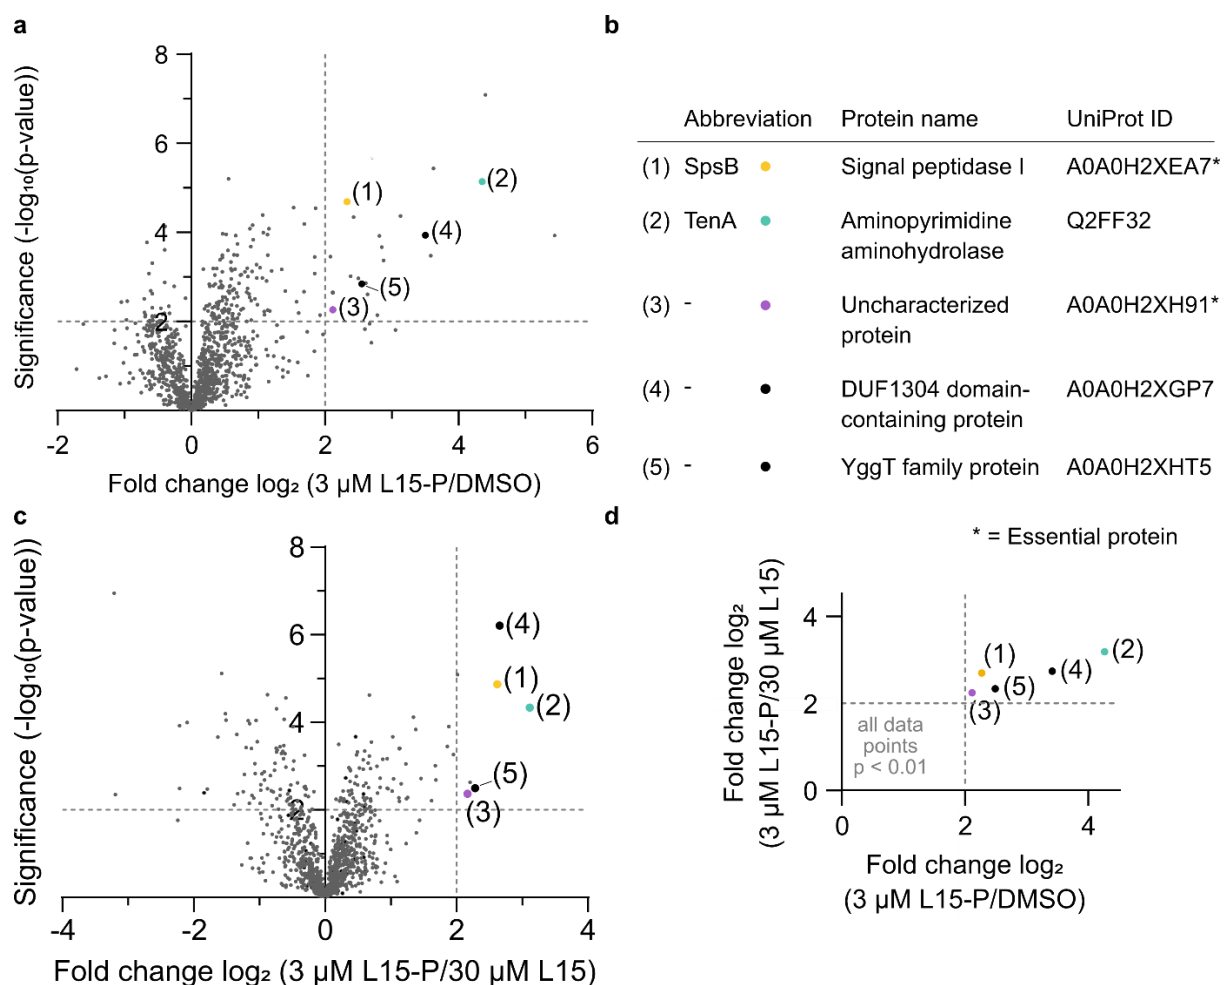 a
Significance (-log₁₀(p-value))
8
6
4
2
-2
0
2
4
6
(1)
(2)
(4)
(5)
(3)
Fold change log₂ (3 µM L15-P/DMSO)
b
Abbreviation Protein name UniProt ID
(1) SpsB Signal peptidase I A0A0H2XEA7*
(2) TenA Aminopyrimidine Q2FF32
aminohydrolase
(3) - Uncharacterized A0A0H2XH91*
protein
(4) - DUF1304 domain- A0A0H2XGP7
containing protein
(5) - YggT family protein A0A0H2XHT5
* = Essential protein
c
Significance (-log₁₀(p-value))
8
6
4
2
-4
-2
0
2
4
(4)
(1)
(2)
(5)
(3)
Fold change log₂ (3 µM L15-P/30 µM L15)
d
Fold change log₂
(3 µM L15-P/30 µM L15)
4
2
0
0
2
4
(1)
(2)
(4)
(5)
(3)
all data
points
p < 0.01
Fold change log₂
(3 µM L15-P/DMSO)